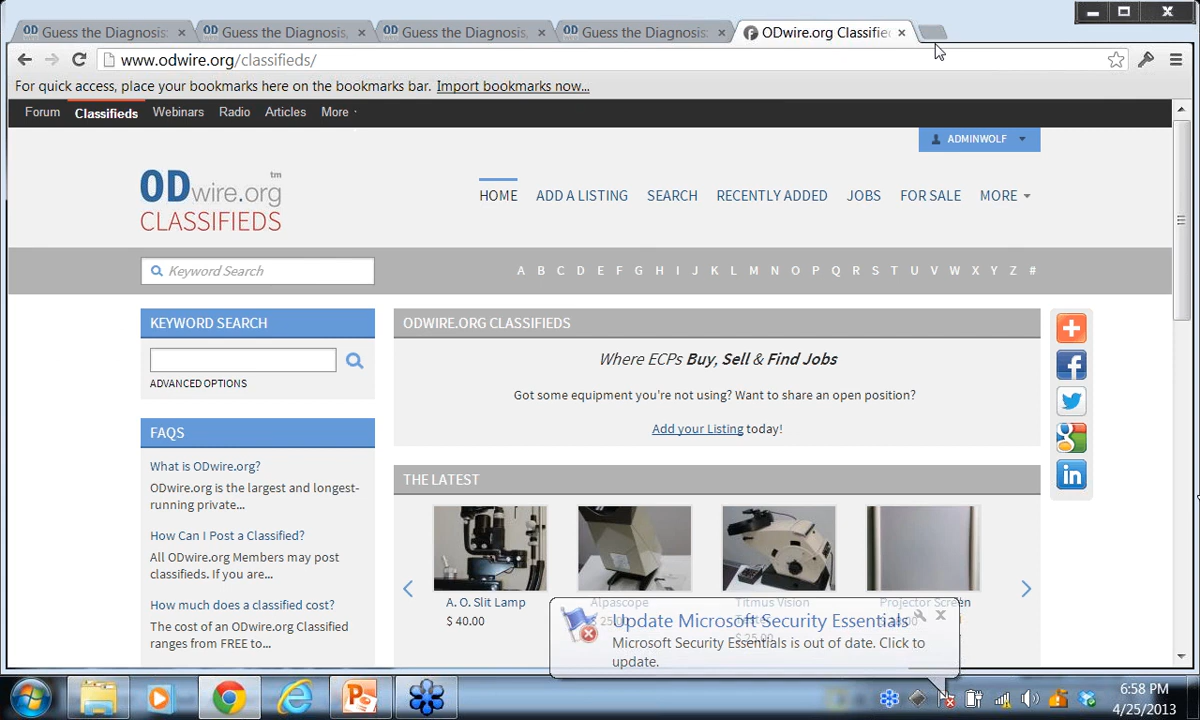 Guess the Diagnosis:
Guess the Diagnosis,
Guess the Diagnosis,
Guess the Diagnosis:
ODwire.org Classifie
www.odwire.org/classifieds/
For quick access, place your bookmarks here on the bookmarks bar. Import bookmarks now...
Forum Classifieds Webinars Radio Articles More
ADMINWOLF
ODwire.org™
CLASSIFIEDS
HOME ADD A LISTING SEARCH RECENTLY ADDED JOBS FOR SALE MORE
Keyword Search
A B C D E F G H I J K L M N O P Q R S T U V W X Y Z #
KEYWORD SEARCH
ADVANCED OPTIONS
FAQS
What is ODwire.org?
ODwire.org is the largest and longest-
running private...
How Can I Post a Classified?
All ODwire.org Members may post
classifieds. If you are...
How much does a classified cost?
The cost of an ODwire.org Classified
ranges from FREE to...
ODWIRE.ORG CLASSIFIEDS
Where ECPs Buy, Sell & Find Jobs
Got some equipment you're not using? Want to share an open position?
Add your Listing today!
THE LATEST
A. O. Slit Lamp
$ 40.00
Alpascope
Titmus Vision
Projector Screen
Update Microsoft Security Essentials
Microsoft Security Essentials is out of date. Click to
update.
6:58 PM
4/25/2013